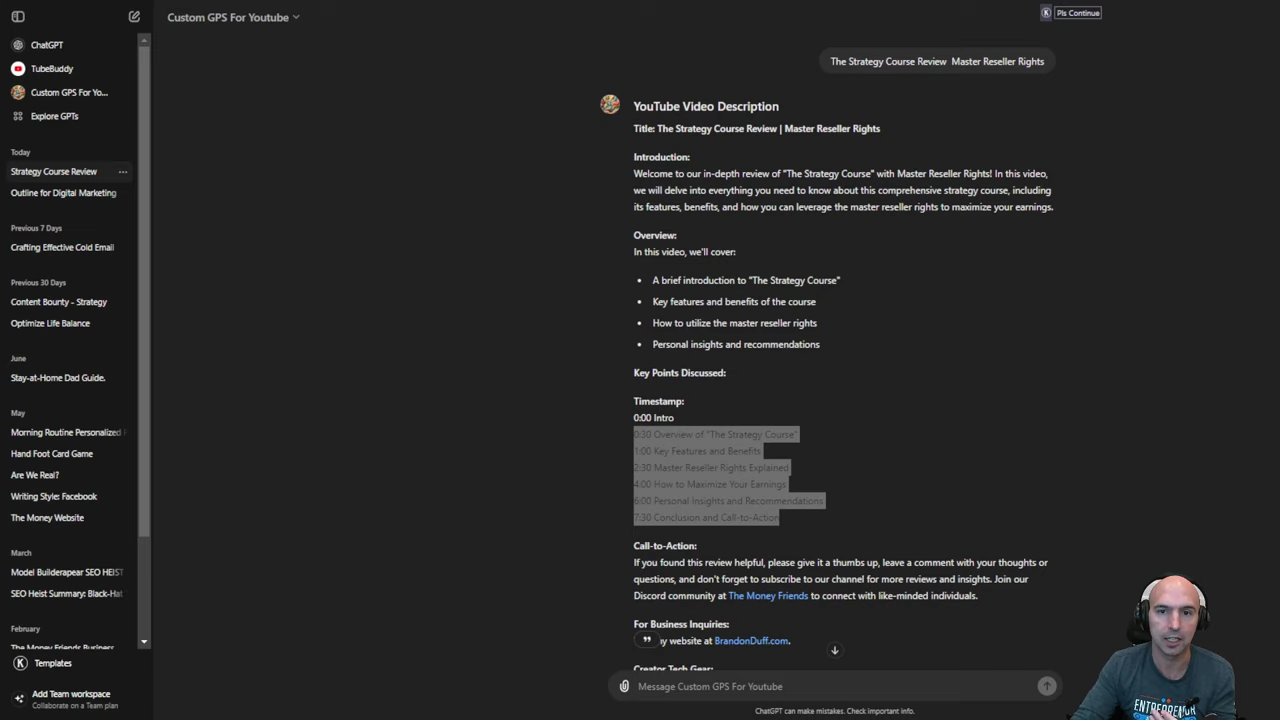 Custom GPS For Youtube
Pls Continue
ChatGPT
TubeBuddy
Custom GPS For Yo...
Explore GPTs
Today
Strategy Course Review
Outline for Digital Marketing
Previous 7 Days
Crafting Effective Cold Email
Previous 30 Days
Content Bounty - Strategy
Optimize Life Balance
June
Stay-at-Home Dad Guide.
May
Morning Routine Personalized
Hand Foot Card Game
Are We Real?
Writing Style: Facebook
The Money Website
March
Model Builderapear SEO HEIST
SEO Heist Summary: Black-Hat
February
The Money Friends Business
Templates
Add Team workspace
Collaborate on a Team plan
The Strategy Course Review Master Reseller Rights
YouTube Video Description
Title: The Strategy Course Review | Master Reseller Rights
Introduction:
Welcome to our in-depth review of "The Strategy Course" with Master Reseller Rights! In this video,
we will delve into everything you need to know about this comprehensive strategy course, including
its features, benefits, and how you can leverage the master reseller rights to maximize your earnings.
Overview:
In this video, we'll cover:
• A brief introduction to "The Strategy Course"
• Key features and benefits of the course
• How to utilize the master reseller rights
• Personal insights and recommendations
Key Points Discussed:
Timestamp:
0:00 Intro
0:30 Overview of "The Strategy Course"
1:00 Key Features and Benefits
2:30 Master Reseller Rights Explained
4:00 How to Maximize Your Earnings
6:00 Personal Insights and Recommendations
7:30 Conclusion and Call-to-Action
Call-to-Action:
If you found this review helpful, please give it a thumbs up, leave a comment with your thoughts or
questions, and don't forget to subscribe to our channel for more reviews and insights. Join our
Discord community at The Money Friends to connect with like-minded individuals.
For Business Inquiries:
y website at BrandonDuff.com.
Creator Tech Gear:
Message Custom GPS For Youtube
ChatGPT can make mistakes. Check important info.
ENTREPRENEUR